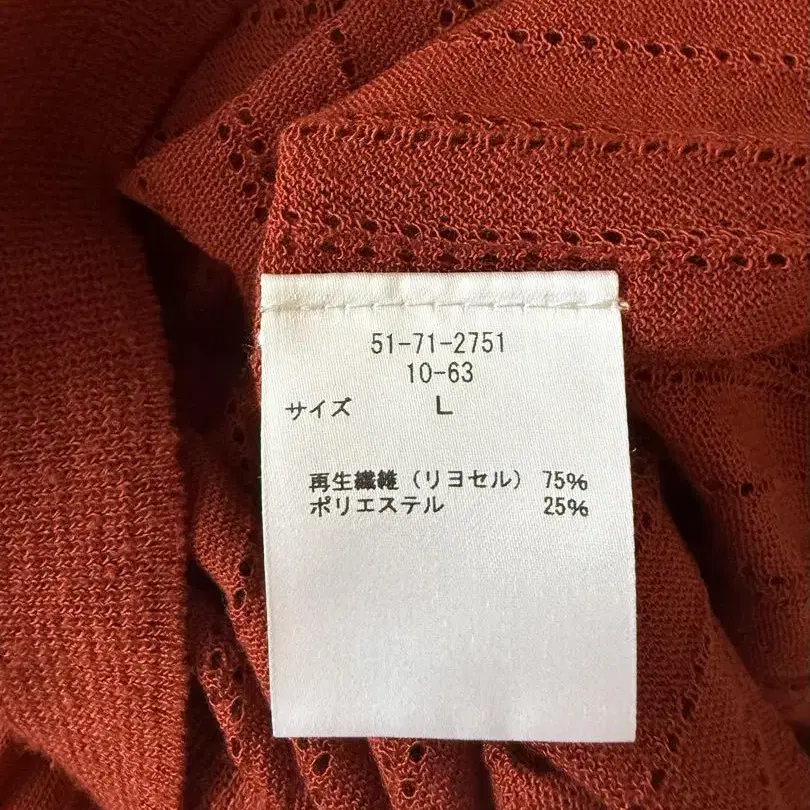 51-71-2751
10-63
サイズ L
再生繊維（リヨセル） 75%
ポリエステル 25%